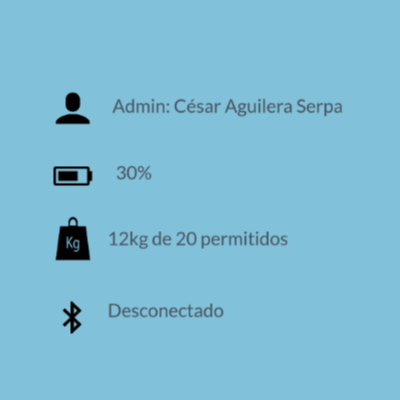 Admin: César Aguilera Serpa
30%
Kg
12kg de 20 permitidos
Desconectado